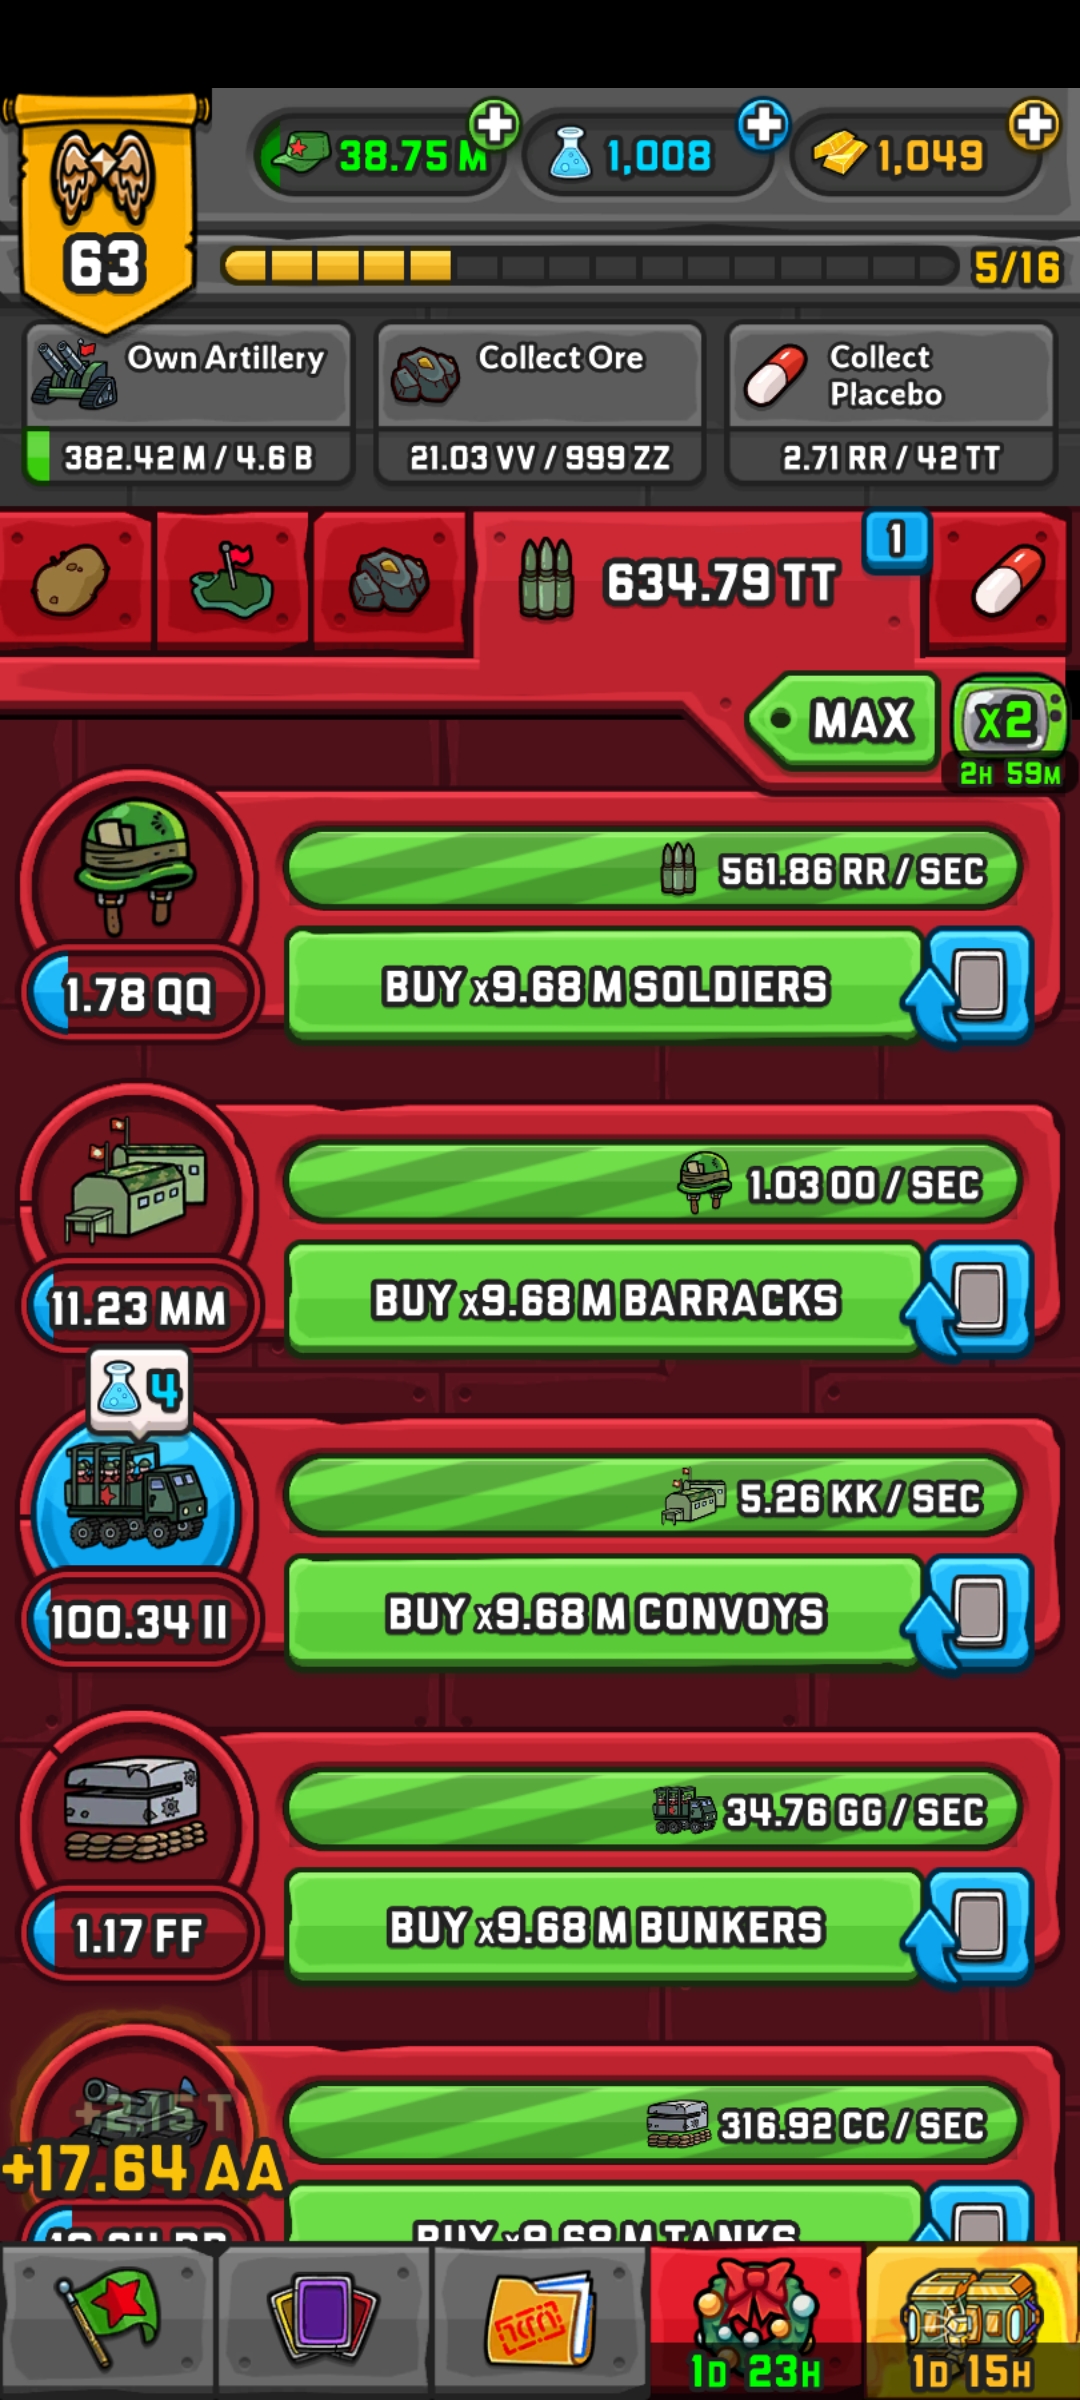 38.75 M
1,008
1,049
63
5/16
Own Artillery
382.42 M / 4.6 B
Collect Ore
21.03 VV / 999 ZZ
Collect
Placebo
2.71 RR / 42 TT
634.79 TT
1
MAX
x2
2H 59M
561.86 RR / SEC
1.78 QQ
BUY x9.68 M SOLDIERS
1.03 OO / SEC
11.23 MM
BUY x9.68 M BARRACKS
4
5.26 KK / SEC
100.34 II
BUY x9.68 M CONVOYS
34.76 GG / SEC
1.17 FF
BUY x9.68 M BUNKERS
316.92 CC / SEC
+17.64 AA
BUY x9.68 M TANKS
1D 23H
1D 15H